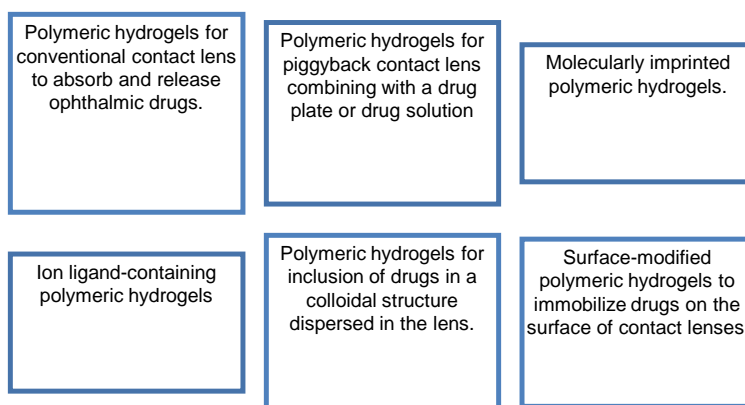 Polymeric hydrogels for
conventional contact lens
to absorb and release
ophthalmic drugs.
Polymeric hydrogels for
piggyback contact lens
combining with a drug
plate or drug solution
Molecularly imprinted
polymeric hydrogels.
Ion ligand-containing
polymeric hydrogels
Polymeric hydrogels for
inclusion of drugs in a
colloidal structure
dispersed in the lens.
Surface-modified
polymeric hydrogels to
immobilize drugs on the
surface of contact lenses